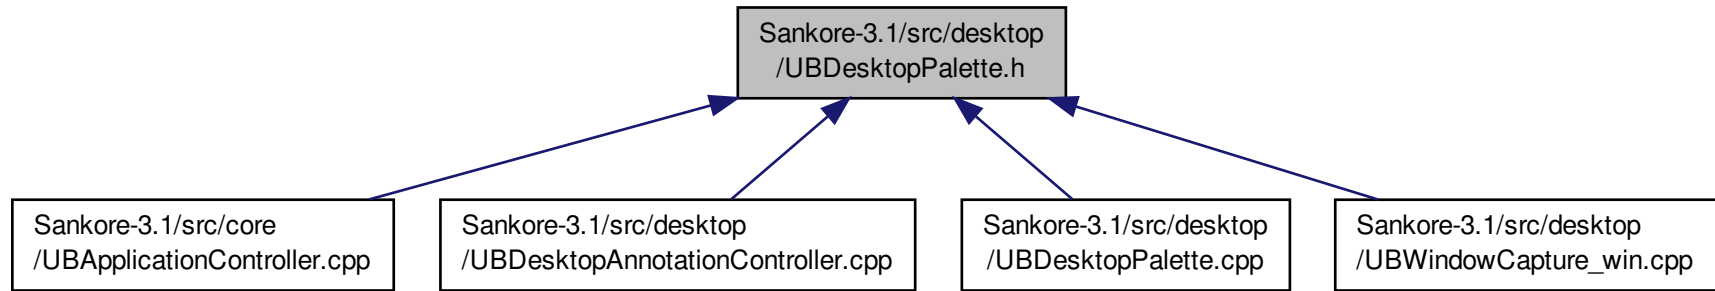 Sankore-3.1/src/desktop
/UBDesktopPalette.h
Sankore-3.1/src/core
/UBApplicationController.cpp
Sankore-3.1/src/desktop
/UBDesktopAnnotationController.cpp
Sankore-3.1/src/desktop
/UBDesktopPalette.cpp
Sankore-3.1/src/desktop
/UBWindowCapture_win.cpp